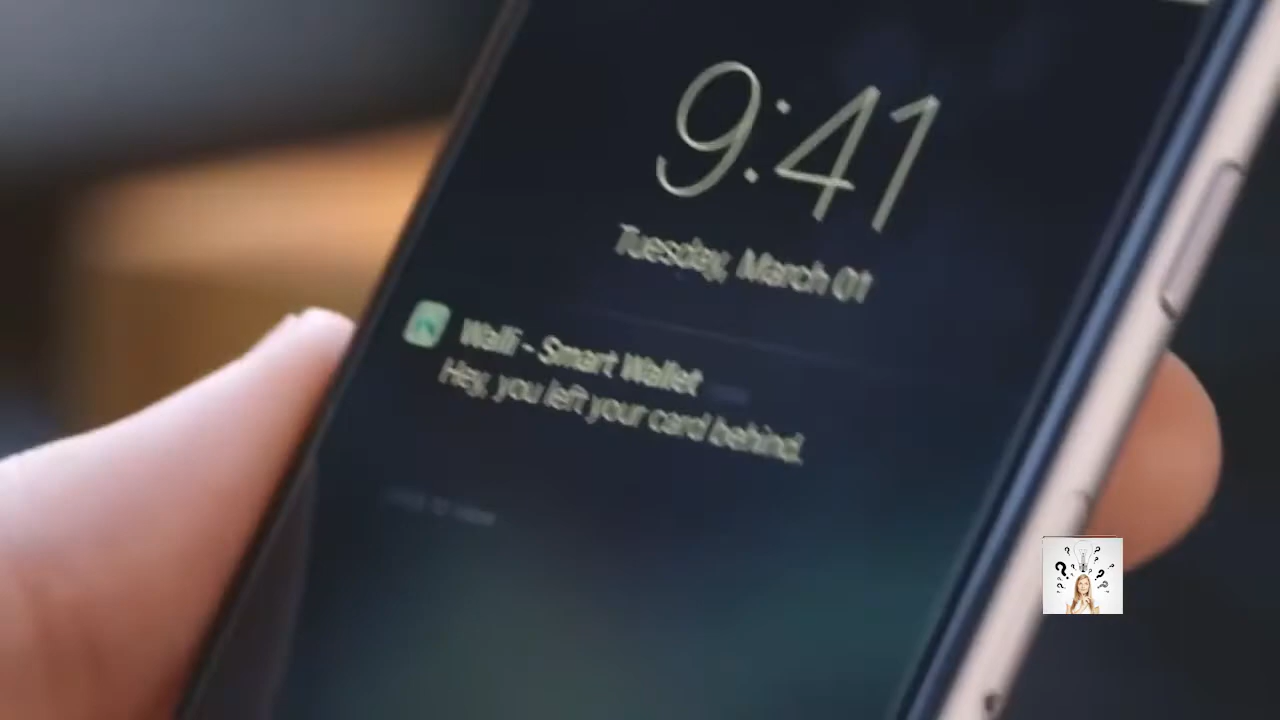 9:41
Tuesday, March 01
Walli - Smart Wallet
Hey, you left your card behind.